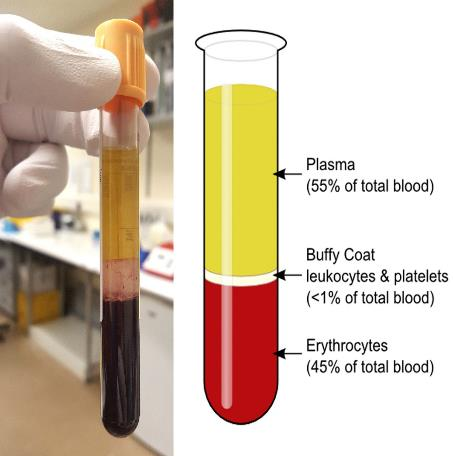 Plasma
(55% of total blood)
Buffy Coat
leukocytes & platelets
(<1% of total blood)
Erythrocytes
(45% of total blood)